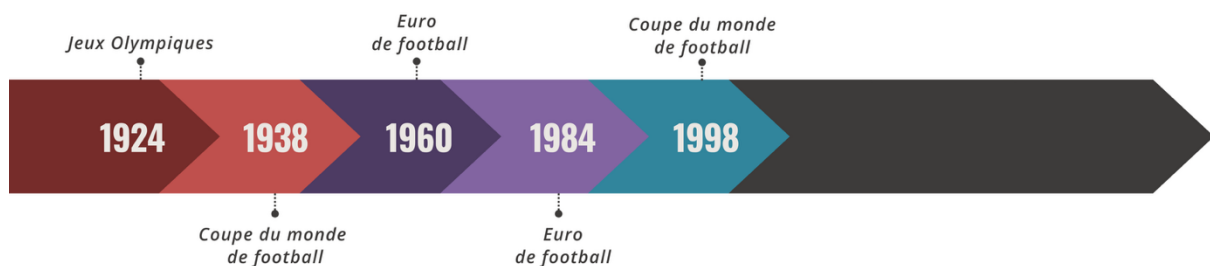 Jeux Olympiques
Euro
de football
Coupe du monde
de football
1924
1938
1960
1984
1998
Coupe du monde
de football
Euro
de football